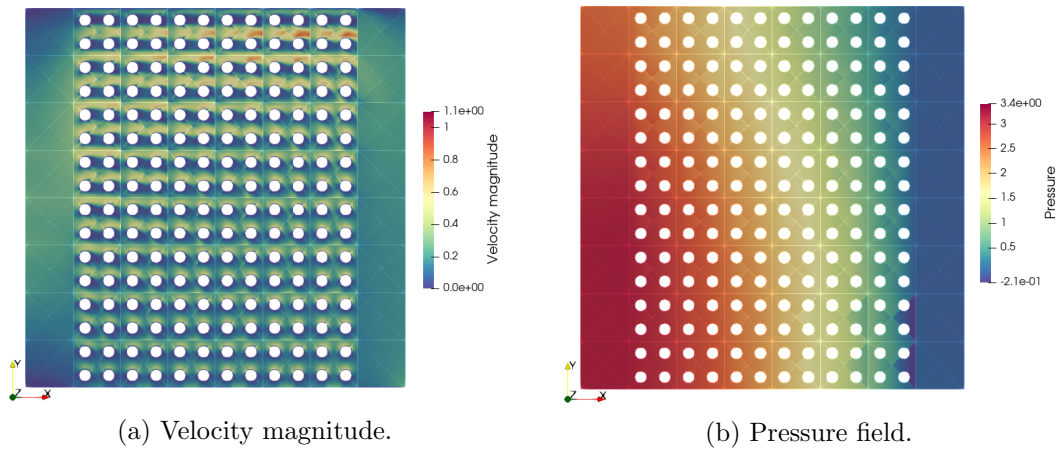 1.1e+00
1
0.8
0.6
0.4
0.2
0.0e+00
Velocity magnitude
Y
Z
X
3.4e+00
2.5
2
1.5
1
0.5
-2.1e-01
Pressure
Y
Z
X
(a) Velocity magnitude.
(b) Pressure field.